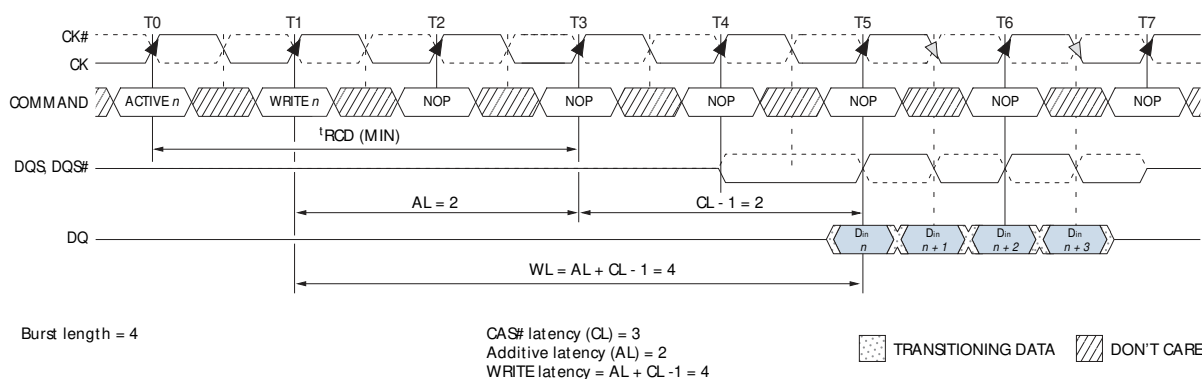 T0 T1 T2 T3 T4 T5 T6 T7
CK#
CK
COMMAND ACTIVE n WRITE n NOP NOP NOP NOP NOP NOP
tRCD (MIN)
DQS, DQS#
AL = 2 CL - 1 = 2
DQ Din n Din n + 1 Din n + 2 Din n + 3
WL = AL + CL - 1 = 4
Burst length = 4
CAS# latency (CL) = 3
Additive latency (AL) = 2
WRITE latency = AL + CL -1 = 4
TRANSITIONING DATA DON'T CARE